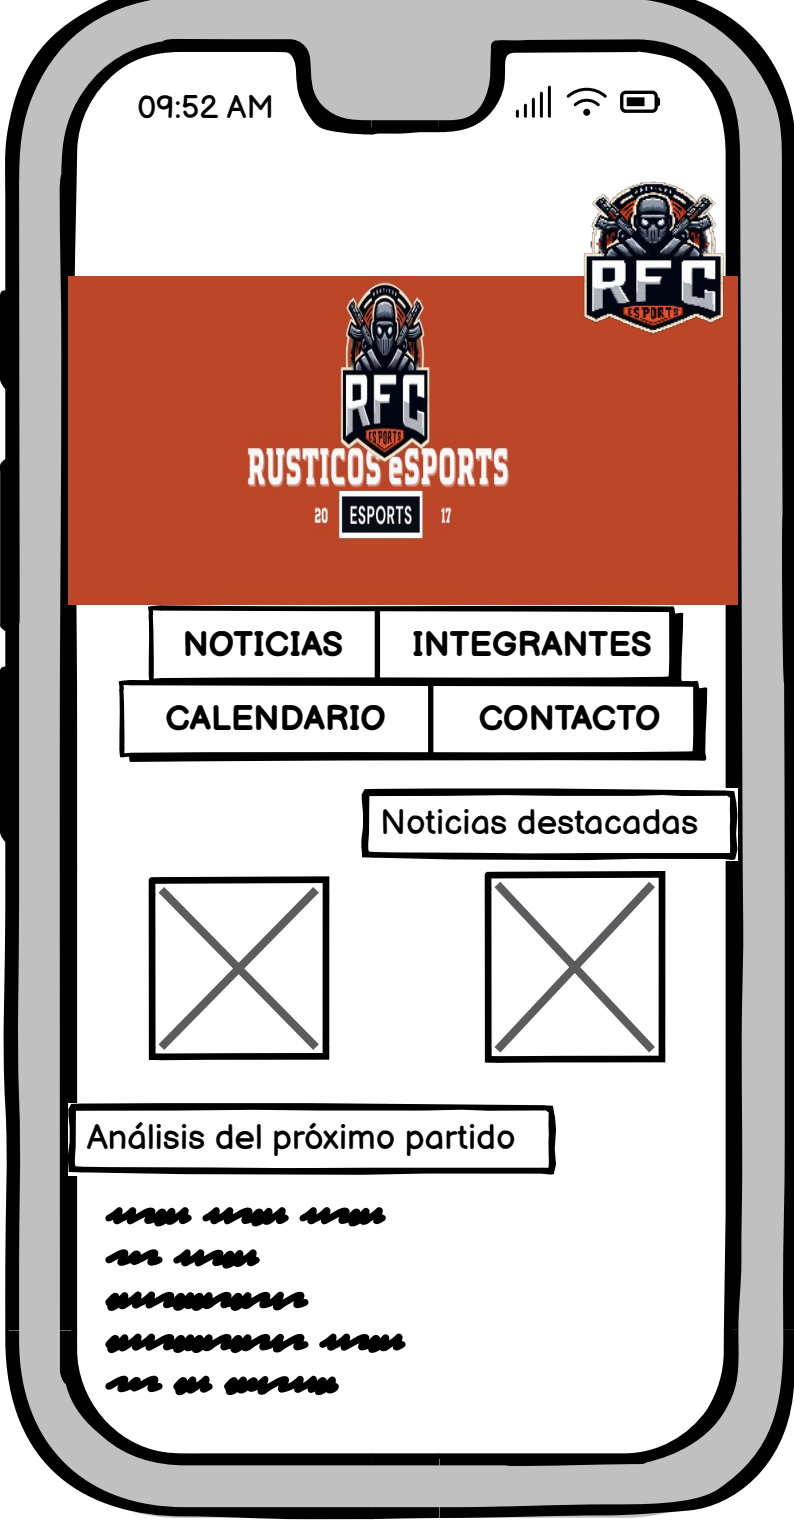 09:52 AM
RFC
ESPORTS
RFC
ESPORTS
RUSTICOS eSPORTS
20 ESPORTS 17
NOTICIAS INTEGRANTES
CALENDARIO CONTACTO
Noticias destacadas
Análisis del próximo partido